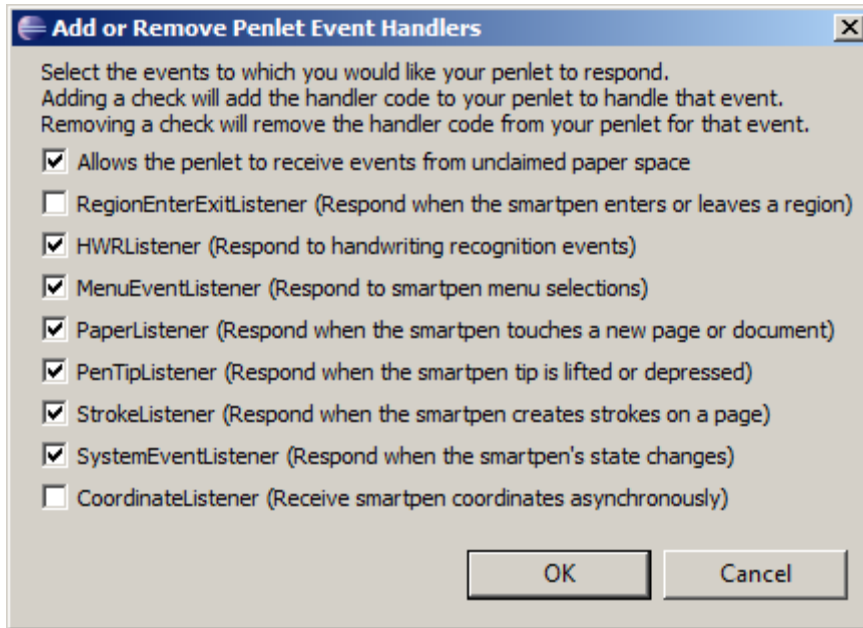 Add or Remove Penlet Event Handlers
Select the events to which you would like your penlet to respond.
Adding a check will add the handler code to your penlet to handle that event.
Removing a check will remove the handler code from your penlet for that event.
Allows the penlet to receive events from unclaimed paper space
RegionEnterExitListener (Respond when the smartpen enters or leaves a region)
HWRListener (Respond to handwriting recognition events)
MenuEventListener (Respond to smartpen menu selections)
PaperListener (Respond when the smartpen touches a new page or document)
PenTipListener (Respond when the smartpen tip is lifted or depressed)
StrokeListener (Respond when the smartpen creates strokes on a page)
SystemEventListener (Respond when the smartpen's state changes)
CoordinateListener (Receive smartpen coordinates asynchronously)
OK Cancel